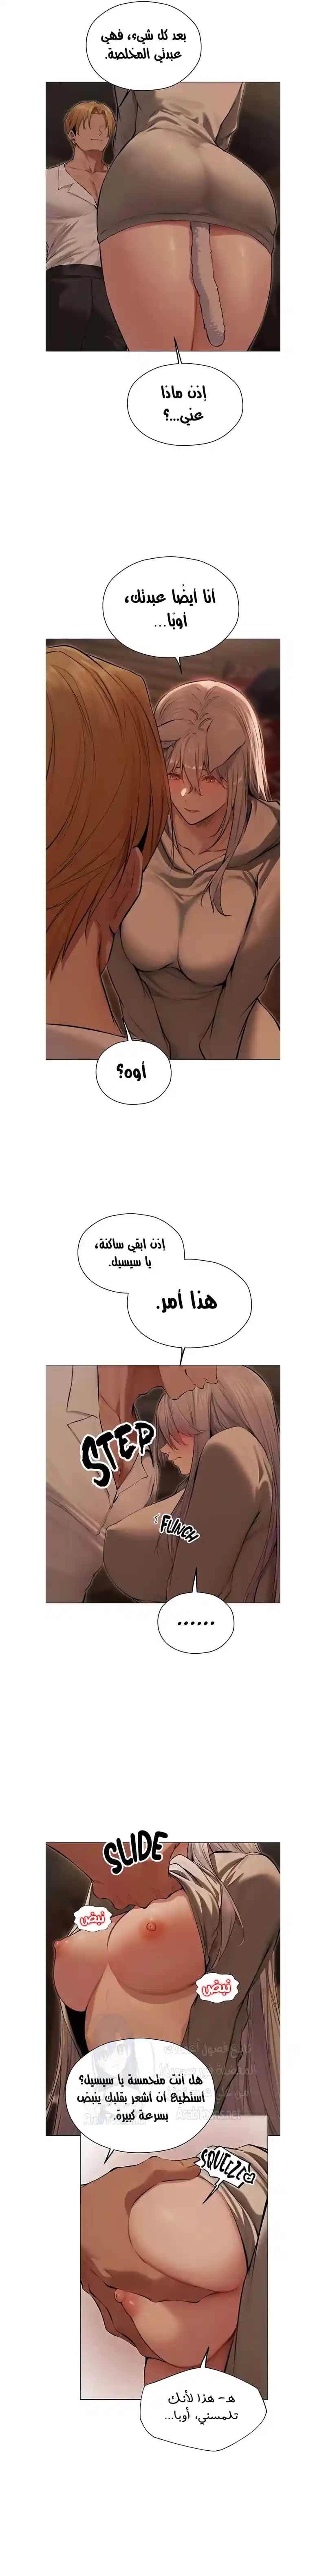 بعد كل شيء، فهي
عبدتي المخلصة.
إذن ماذا
عني...؟
أنا أيضًا عبدتك،
أوبّا...
أوه؟
إذن ابقي ساكنة،
يا سيسيل.
هذا أمر.
STEP
FLINCH
......
SLIDE
نبض
نبض
هل أنت متحمسة يا سيسيل؟
أستطيع أن أشعر بقلبك ينبض
بسرعة كبيرة.
SQUEEZE
هـ- هذا لأنك
تلمسني، أوبا...